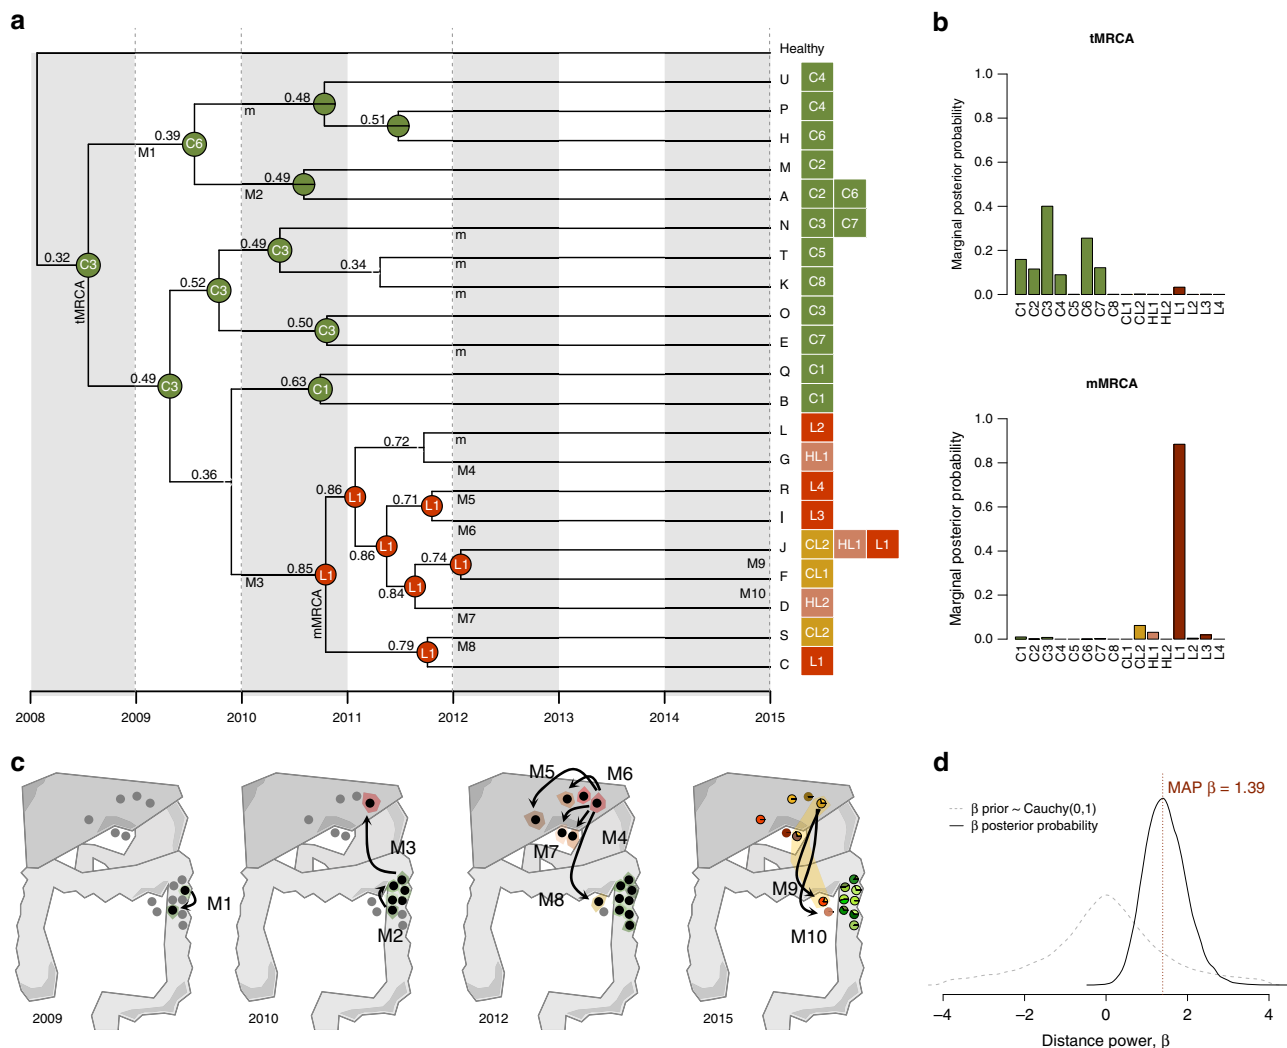 a
Healthy
U C4
0.48
m
P C4
0.51
H C6
0.39 C6
M1
M C2
0.49
M2
A C2 C6
N C3 C7
m
0.49 C3
T C5
m
0.34
K C8
m
0.32 C3
tMRCA
0.52 C3
O C3
0.50 C3
E C7
m
0.49 C3
Q C1
0.63 C1
B C1
L L2
m
0.72
G HL1
M4
0.36
0.86 L1
R L4
M5
0.71 L1
I L3
M6
0.86 L1
J CL2 HL1 L1
M9
0.74 L1
F CL1
M10
0.84 L1
D HL2
M7
M3
0.85 L1
mMRCA
S CL2
M8
0.79 L1
C L1
2008 2009 2010 2011 2012 2013 2014 2015
b
tMRCA
Marginal posterior probability
1.0
0.8
0.6
0.4
0.2
0.0
C1 C2 C3 C4 C5 C6 C7 C8 CL1 CL2 HL1 HL2 L1 L2 L3 L4
mMRCA
Marginal posterior probability
1.0
0.8
0.6
0.4
0.2
0.0
C1 C2 C3 C4 C5 C6 C7 C8 CL1 CL2 HL1 HL2 L1 L2 L3 L4
c
M1
2009
M3
M2
2010
M5 M6
M7 M4
M8
2012
M9
M10
2015
d
MAP β = 1.39
β prior ~ Cauchy(0,1)
β posterior probability
−4 −2 0 2 4
Distance power, β